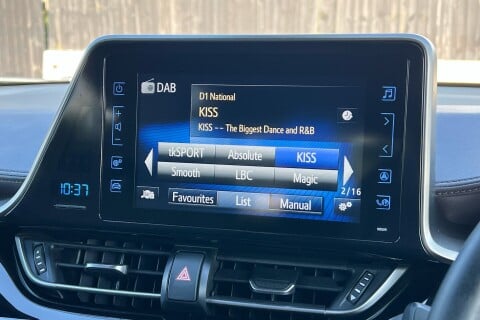 DAB
D1 National
KISS
KISS - - The Biggest Dance and R&B
tkSPORT Absolute KISS
Smooth LBC Magic
2/16
Favourites List Manual
10:37